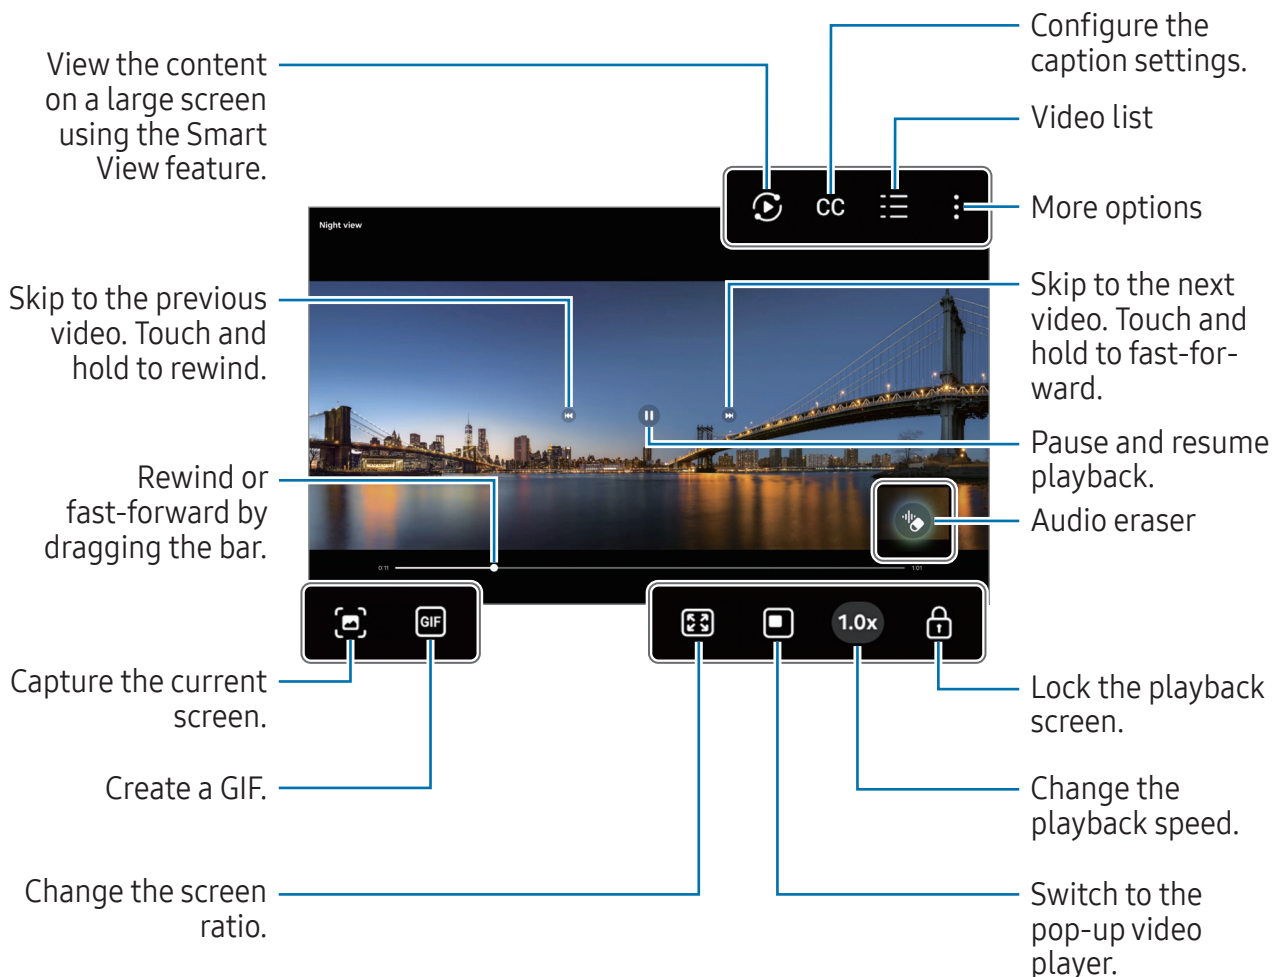 View the content
on a large screen
using the Smart
View feature.
Configure the
caption settings.
Video list
More options
CC
Night view
Skip to the previous
video. Touch and
hold to rewind.
Skip to the next
video. Touch and
hold to fast-for-
ward.
Pause and resume
playback.
Rewind or
fast-forward by
dragging the bar.
Audio eraser
0:11
1:01
GIF
1.0x
Capture the current
screen.
Lock the playback
screen.
Create a GIF.
Change the
playback speed.
Change the screen
ratio.
Switch to the
pop-up video
player.